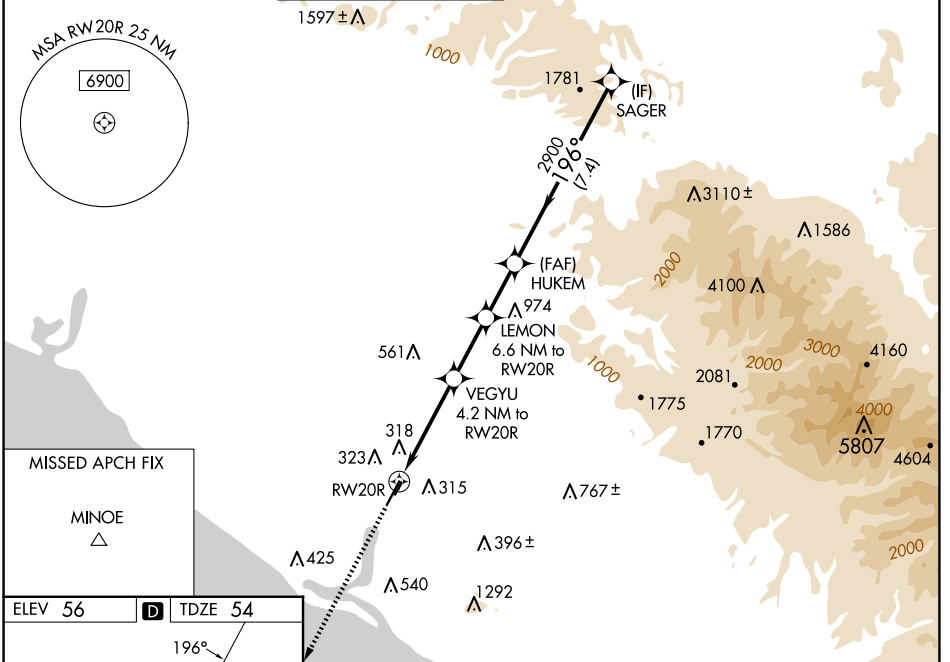 MSA RW20R 25 NM
6900
1597 ±
1000
1781
(IF)
SAGER
2900
196°
(7.4)
3110 ±
1586
2000
4100
(FAF)
HUKEM
974
LEMON
6.6 NM to
RW20R
561
1000
3000
4160
2000
2081
VEGYU
4.2 NM to
RW20R
1775
4000
5807
1770
4604
318
323
RW20R
315
767 ±
MISSED APCH FIX
MINOE
396 ±
2000
425
540
1292
ELEV 56
D
TDZE 54
196°